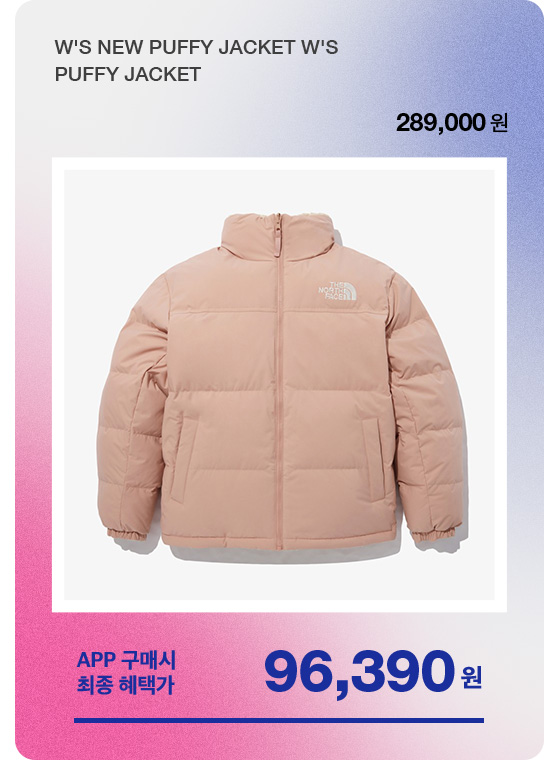 W'S NEW PUFFY JACKET W'S
PUFFY JACKET
289,000 원
THE
NORTH
FACE
APP 구매시
최종 혜택가
96,390 원